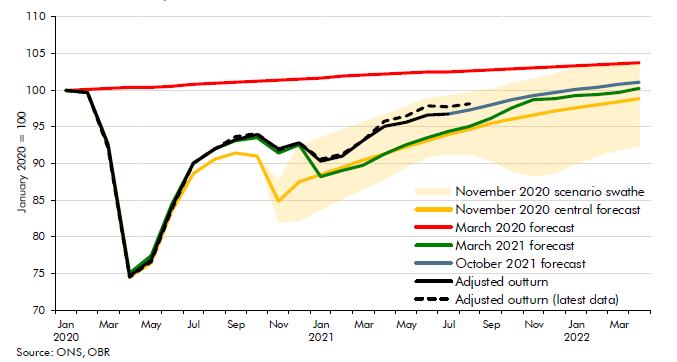 110
105
100
95
90
85
80
75
70
January 2020 = 100
November 2020 scenario swathe
November 2020 central forecast
March 2020 forecast
March 2021 forecast
October 2021 forecast
Adjusted outturn
Adjusted outturn (latest data)
Jan Mar May Jul Sep Nov Jan Mar May Jul Sep Nov Jan Mar
2020 2021 2022
Source: ONS, OBR